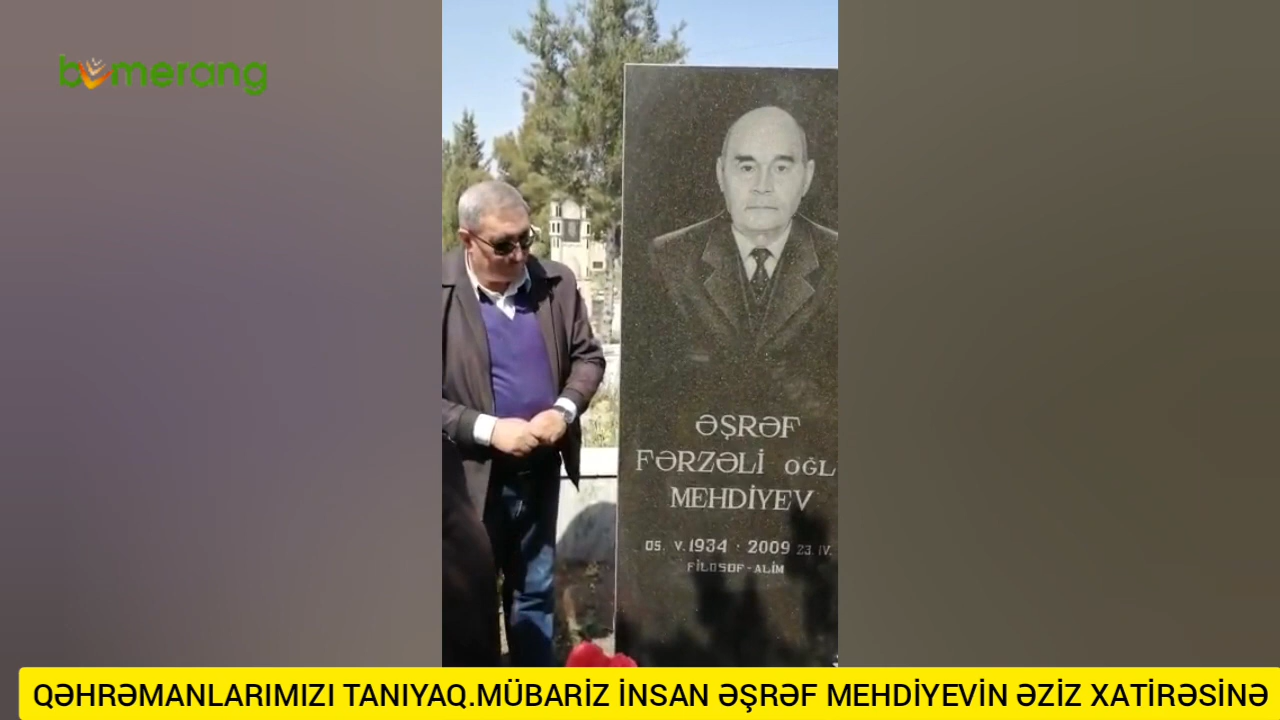 bumerang
ƏŞRƏF
FƏRZƏLİ OĞL
MEHDİYEV
05. V. 1934 · 2009 23. IV.
FİLOSOF-ALİM
QƏHRƏMANLARIMIZI TANIYAQ.MÜBARİZ İNSAN ƏŞRƏF MEHDİYEVİN ƏZİZ XATİRƏSİNƏ